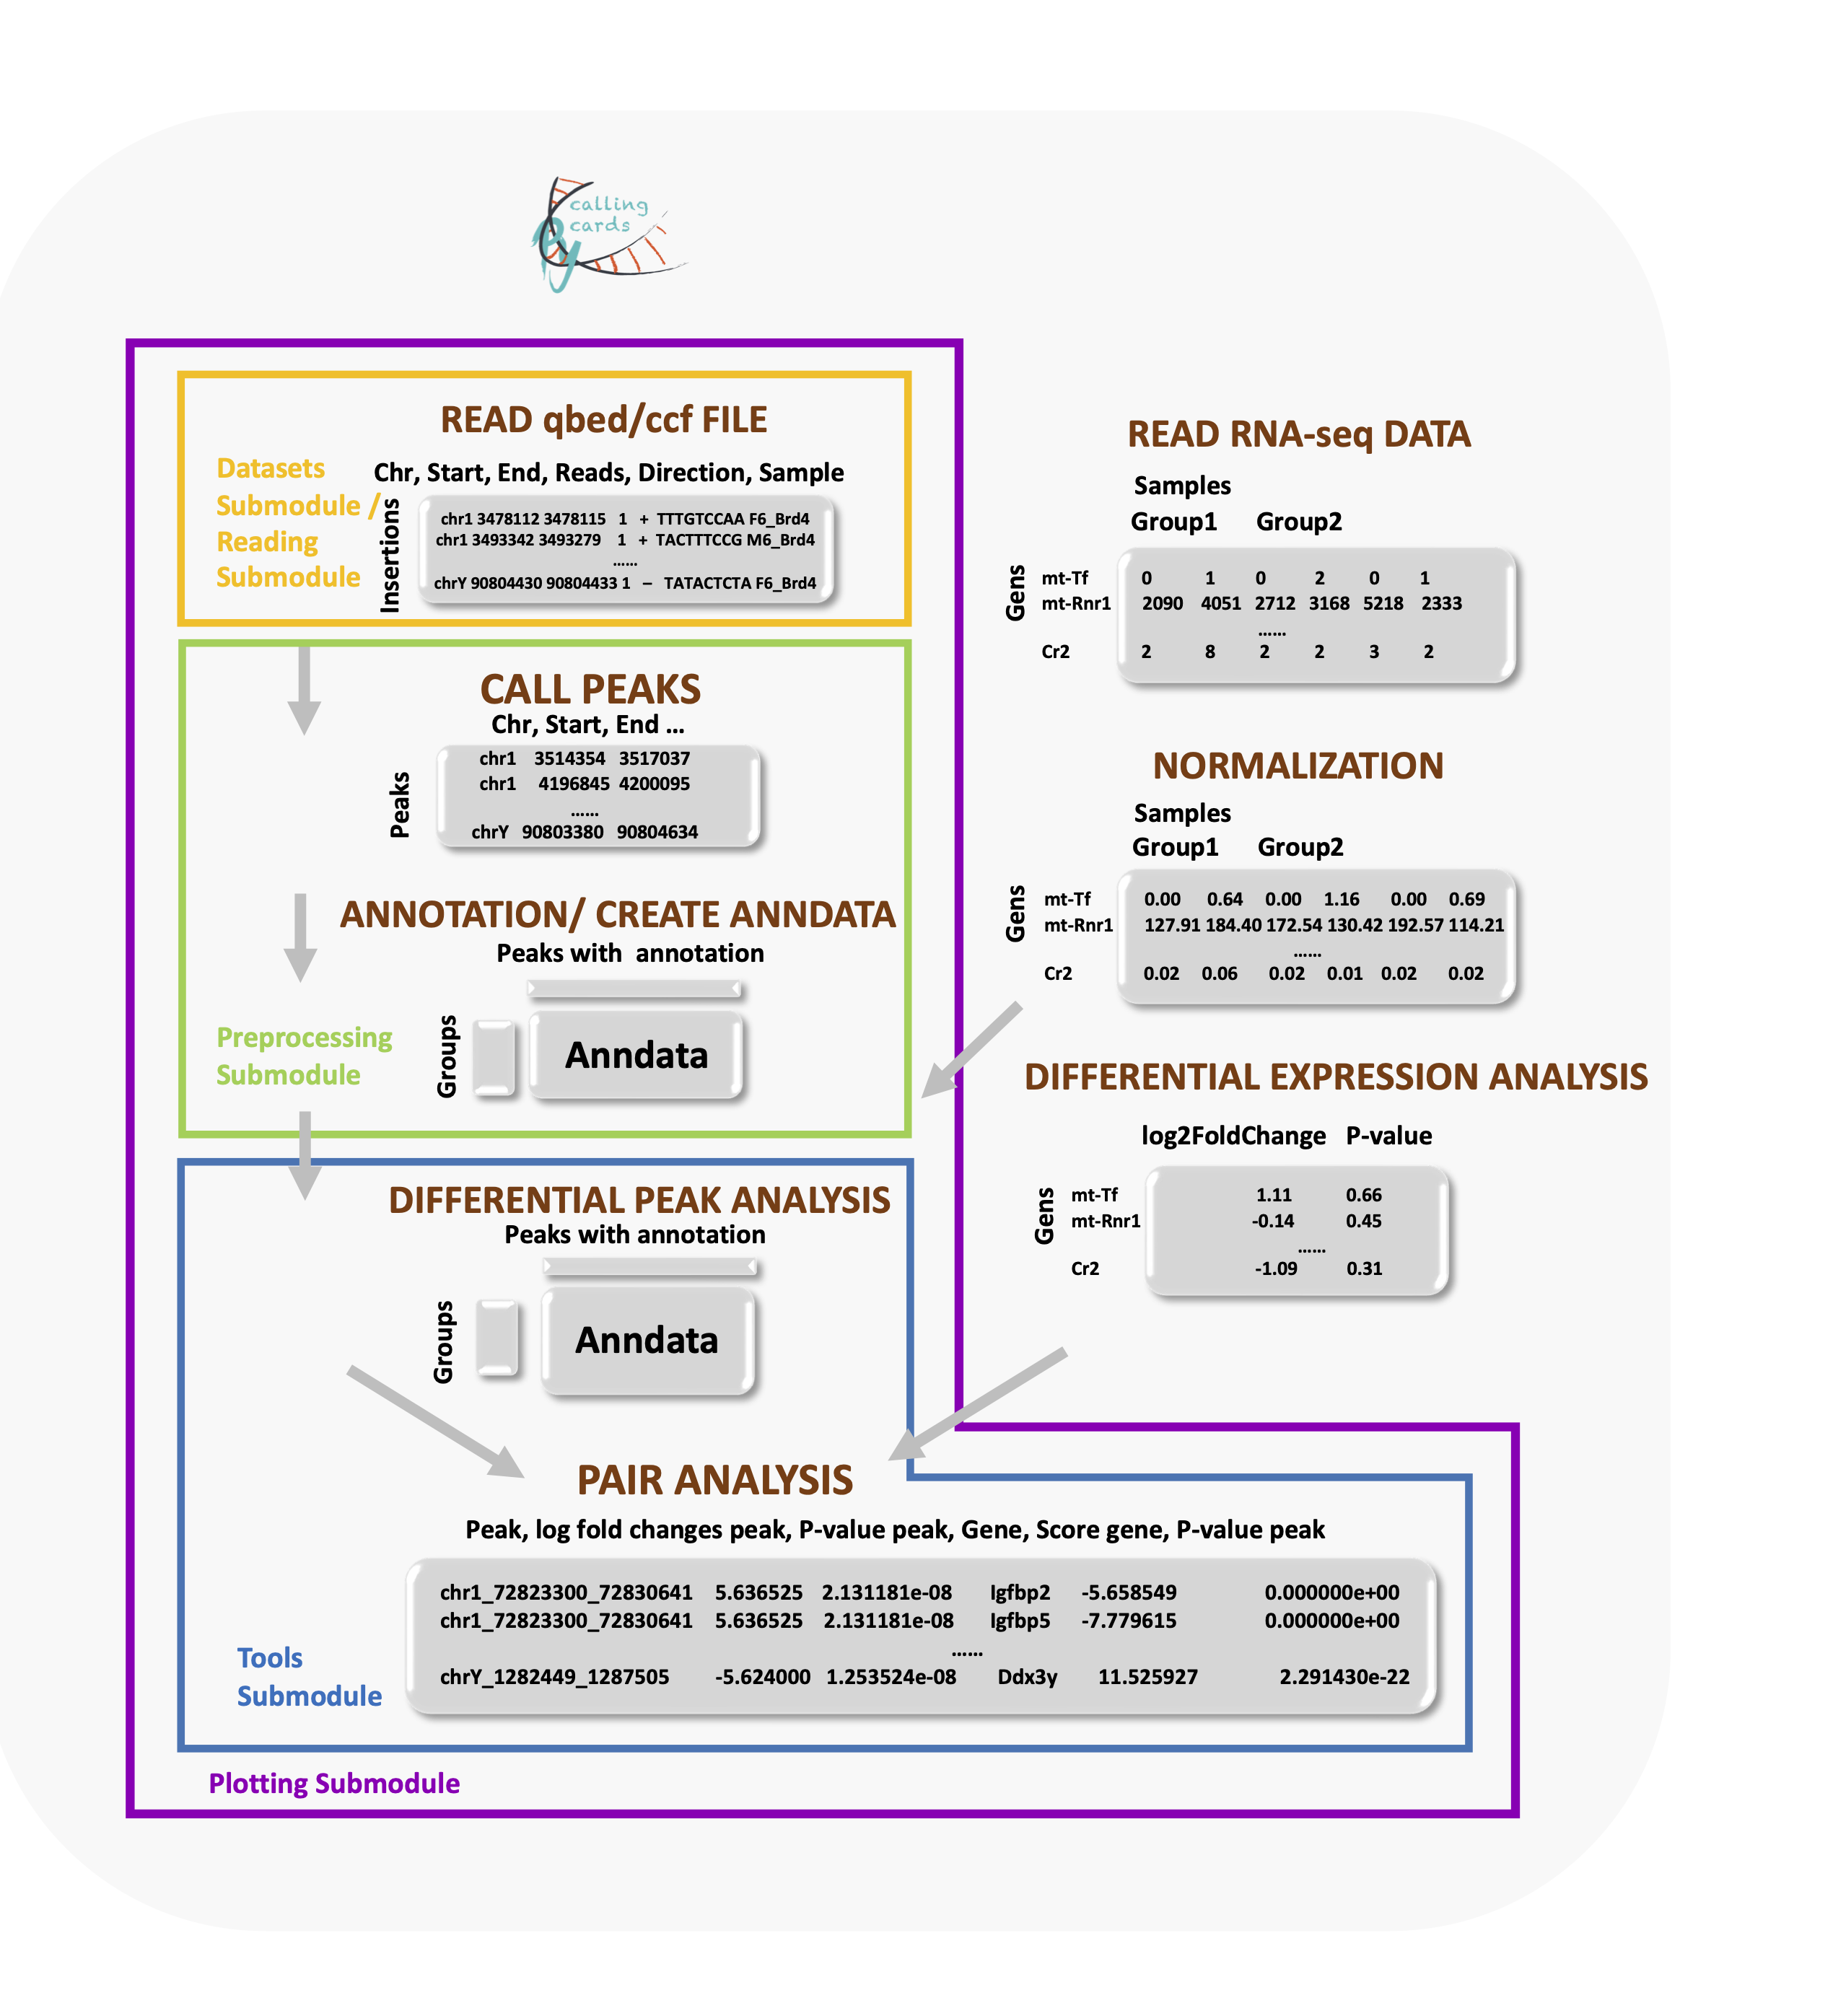 calling
cards
Py
READ qbed/ccf FILE
Datasets
Submodule /
Reading
Submodule
Chr, Start, End, Reads, Direction, Sample
Insertions
chr1 3478112 3478115 1 + TTTGTCCAA F6_Brd4
chr1 3493342 3493279 1 + TACTTTCCG M6_Brd4
......
chrY 90804430 90804433 1 – TATACTCTA F6_Brd4
CALL PEAKS
Chr, Start, End ...
Peaks
chr1 3514354 3517037
chr1 4196845 4200095
......
chrY 90803380 90804634
ANNOTATION/ CREATE ANNDATA
Peaks with annotation
Groups
Anndata
Preprocessing
Submodule
DIFFERENTIAL PEAK ANALYSIS
Peaks with annotation
Groups
Anndata
READ RNA-seq DATA
Samples
Group1 Group2
Gens
mt-Tf 0 1 0 2 0 1
mt-Rnr1 2090 4051 2712 3168 5218 2333
......
Cr2 2 8 2 2 3 2
NORMALIZATION
Samples
Group1 Group2
Gens
mt-Tf 0.00 0.64 0.00 1.16 0.00 0.69
mt-Rnr1 127.91 184.40 172.54 130.42 192.57 114.21
......
Cr2 0.02 0.06 0.02 0.01 0.02 0.02
DIFFERENTIAL EXPRESSION ANALYSIS
log2FoldChange P-value
Gens
mt-Tf 1.11 0.66
mt-Rnr1 -0.14 0.45
......
Cr2 -1.09 0.31
PAIR ANALYSIS
Peak, log fold changes peak, P-value peak, Gene, Score gene, P-value peak
chr1_72823300_72830641 5.636525 2.131181e-08 Igfbp2 -5.658549 0.000000e+00
chr1_72823300_72830641 5.636525 2.131181e-08 Igfbp5 -7.779615 0.000000e+00
......
chrY_1282449_1287505 -5.624000 1.253524e-08 Ddx3y 11.525927 2.291430e-22
Tools
Submodule
Plotting Submodule